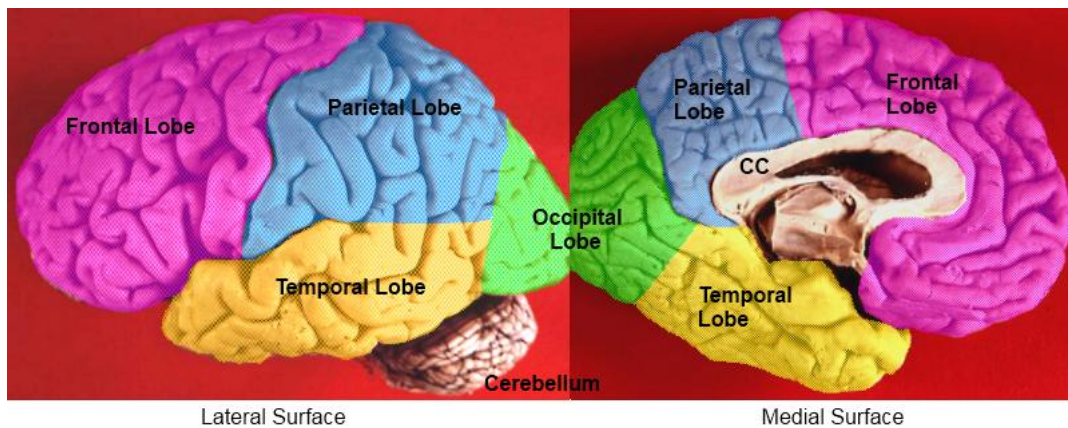 Frontal Lobe
Parietal Lobe
Temporal Lobe
Occipital
Lobe
Cerebellum
Parietal
Lobe
Frontal
Lobe
CC
Temporal
Lobe
Lateral Surface
Medial Surface